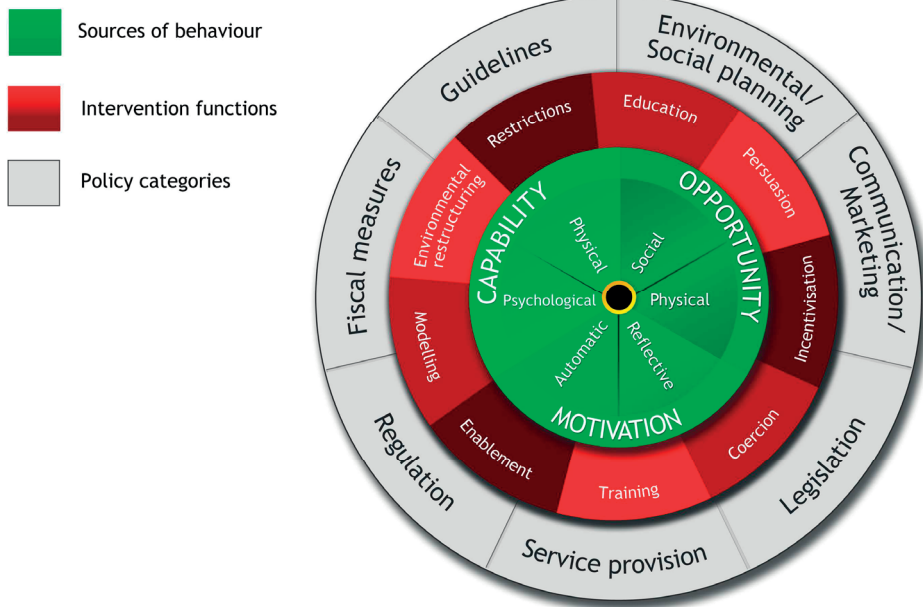 Sources of behaviour
Intervention functions
Policy categories
Guidelines
Environmental/
Social planning
Communication/
Marketing
Legislation
Service provision
Regulation
Fiscal measures
Restrictions
Education
Persuasion
Incentivisation
Coercion
Training
Enablement
Modelling
Environmental
restructuring
CAPABILITY
OPPORTUNITY
MOTIVATION
Physical
Psychological
Social
Physical
Automatic
Reflective